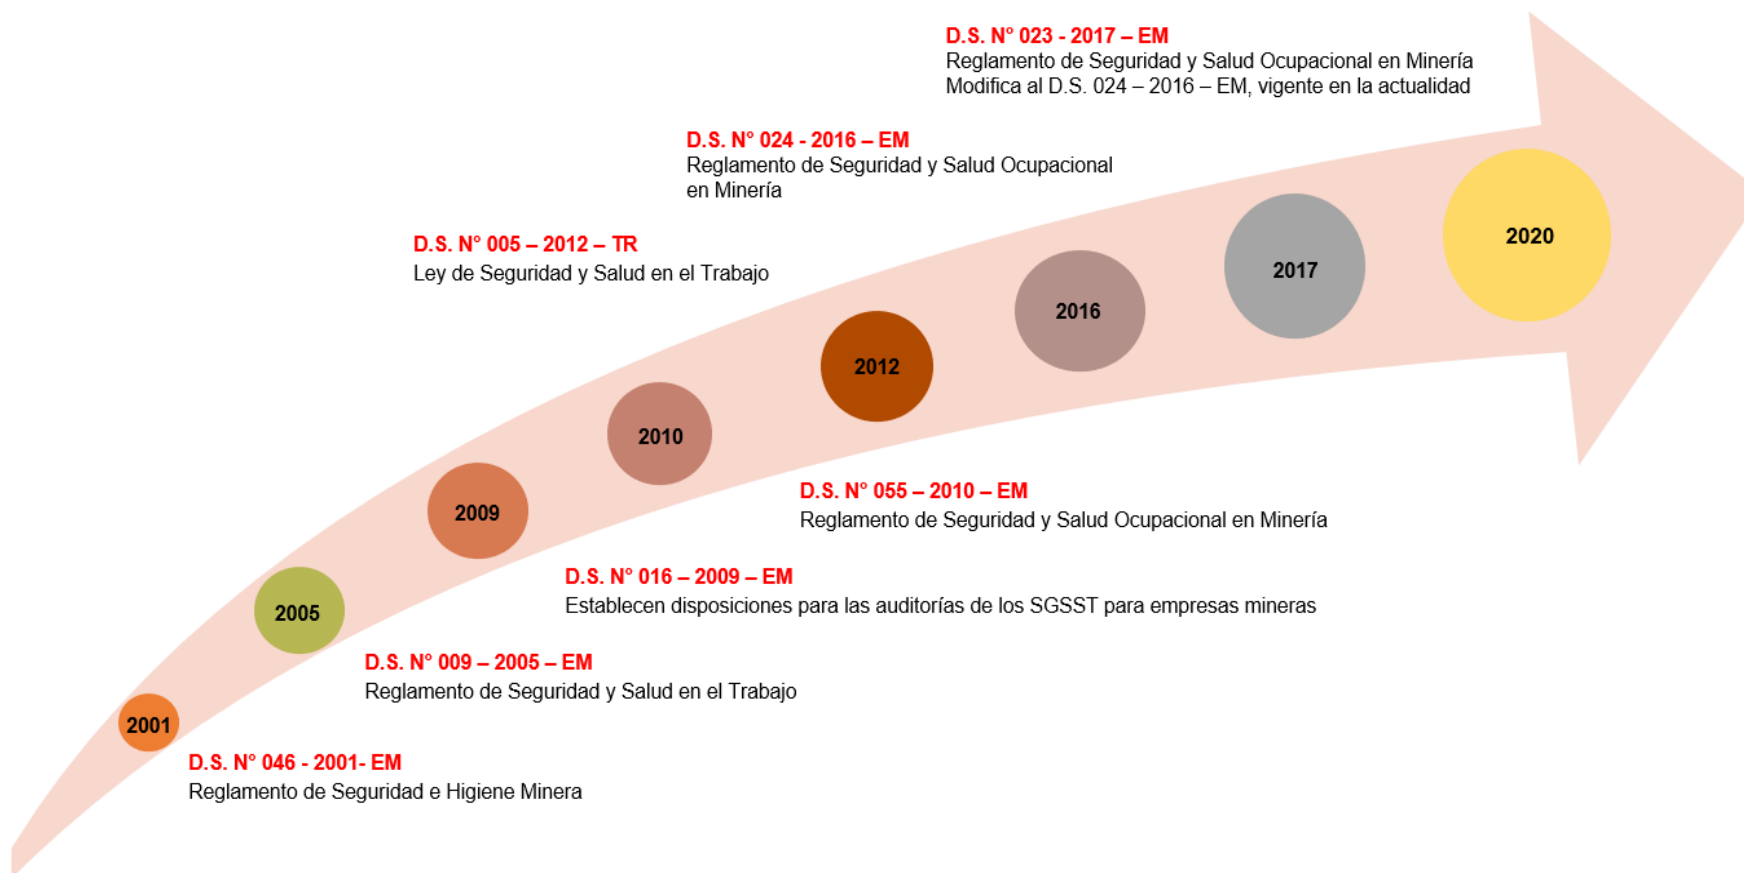 D.S. N° 023 - 2017 – EM
Reglamento de Seguridad y Salud Ocupacional en Minería
Modifica al D.S. 024 – 2016 – EM, vigente en la actualidad
D.S. N° 024 - 2016 – EM
Reglamento de Seguridad y Salud Ocupacional
en Minería
D.S. N° 005 – 2012 – TR
Ley de Seguridad y Salud en el Trabajo
2020
2017
2016
2012
2010
2009
2005
2001
D.S. N° 055 – 2010 – EM
Reglamento de Seguridad y Salud Ocupacional en Minería
D.S. N° 016 – 2009 – EM
Establecen disposiciones para las auditorías de los SGSST para empresas mineras
D.S. N° 009 – 2005 – EM
Reglamento de Seguridad y Salud en el Trabajo
D.S. N° 046 - 2001- EM
Reglamento de Seguridad e Higiene Minera